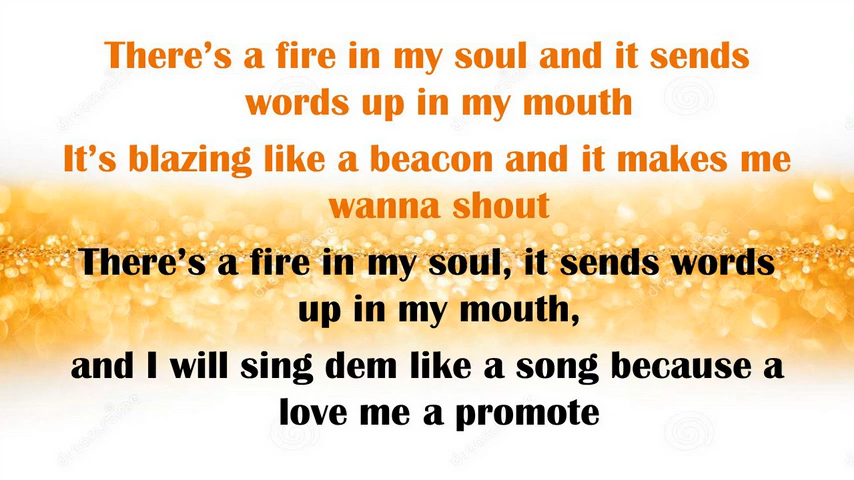 There’s a fire in my soul and it sends
words up in my mouth
It’s blazing like a beacon and it makes me
wanna shout
There’s a fire in my soul, it sends words
up in my mouth,
and I will sing dem like a song because a
love me a promote